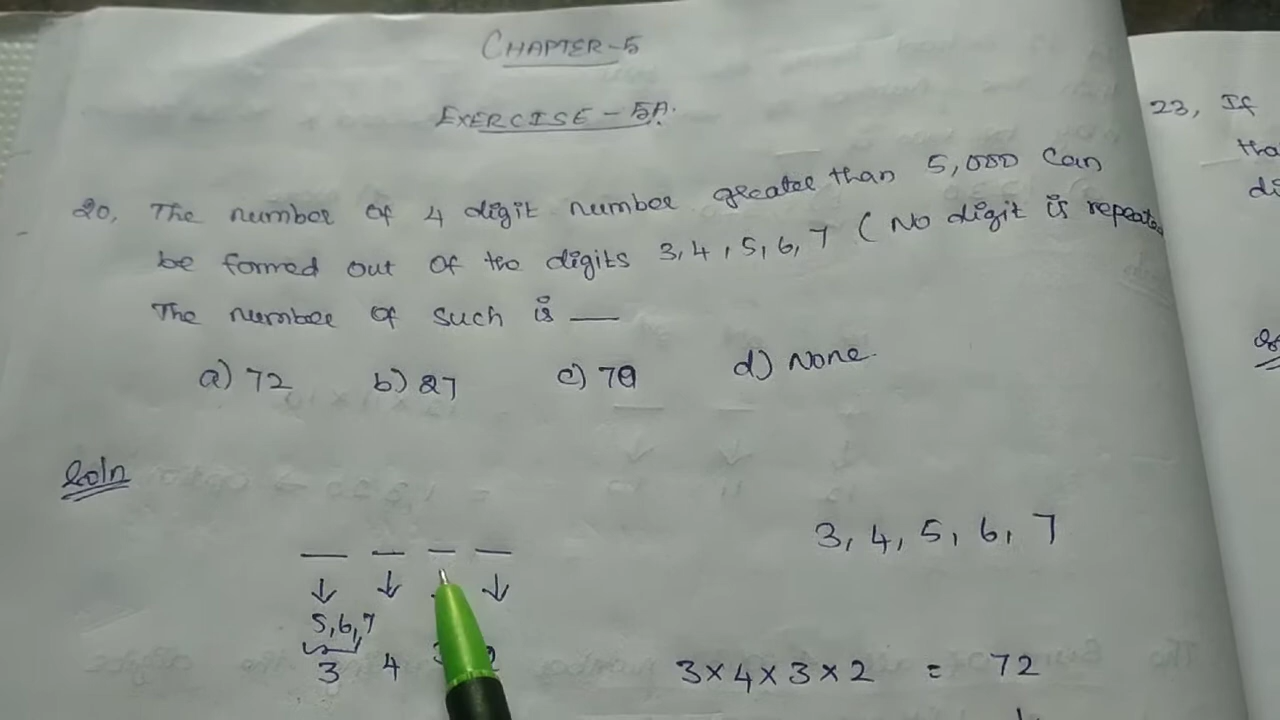 CHAPTER-5
EXERCISE - 5A.
20, The number of 4 digit number greater than 5,000 can
be formed out of the digits 3,4,5,6,7 (No digit is repeated
The number of such is —
a) 72 b) 27 c) 70 d) None.
Soln
3, 4, 5, 6, 7
5,6,7
3 4
3×4×3×2 = 72
23, If